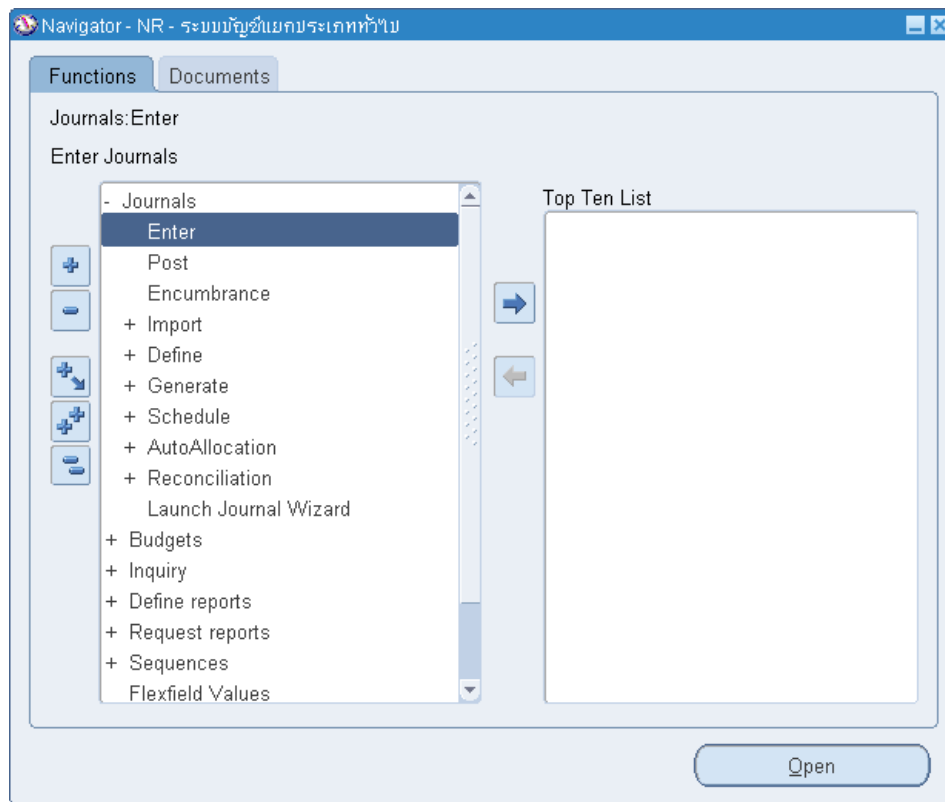 Navigator - NR - ระบบบัญชีแยกประเภททั่วไป
Functions
Documents
Journals:Enter
Enter Journals
- Journals
Enter
Post
Encumbrance
+ Import
+ Define
+ Generate
+ Schedule
+ AutoAllocation
+ Reconciliation
Launch Journal Wizard
+ Budgets
+ Inquiry
+ Define reports
+ Request reports
+ Sequences
Flexfield Values
Top Ten List
Open